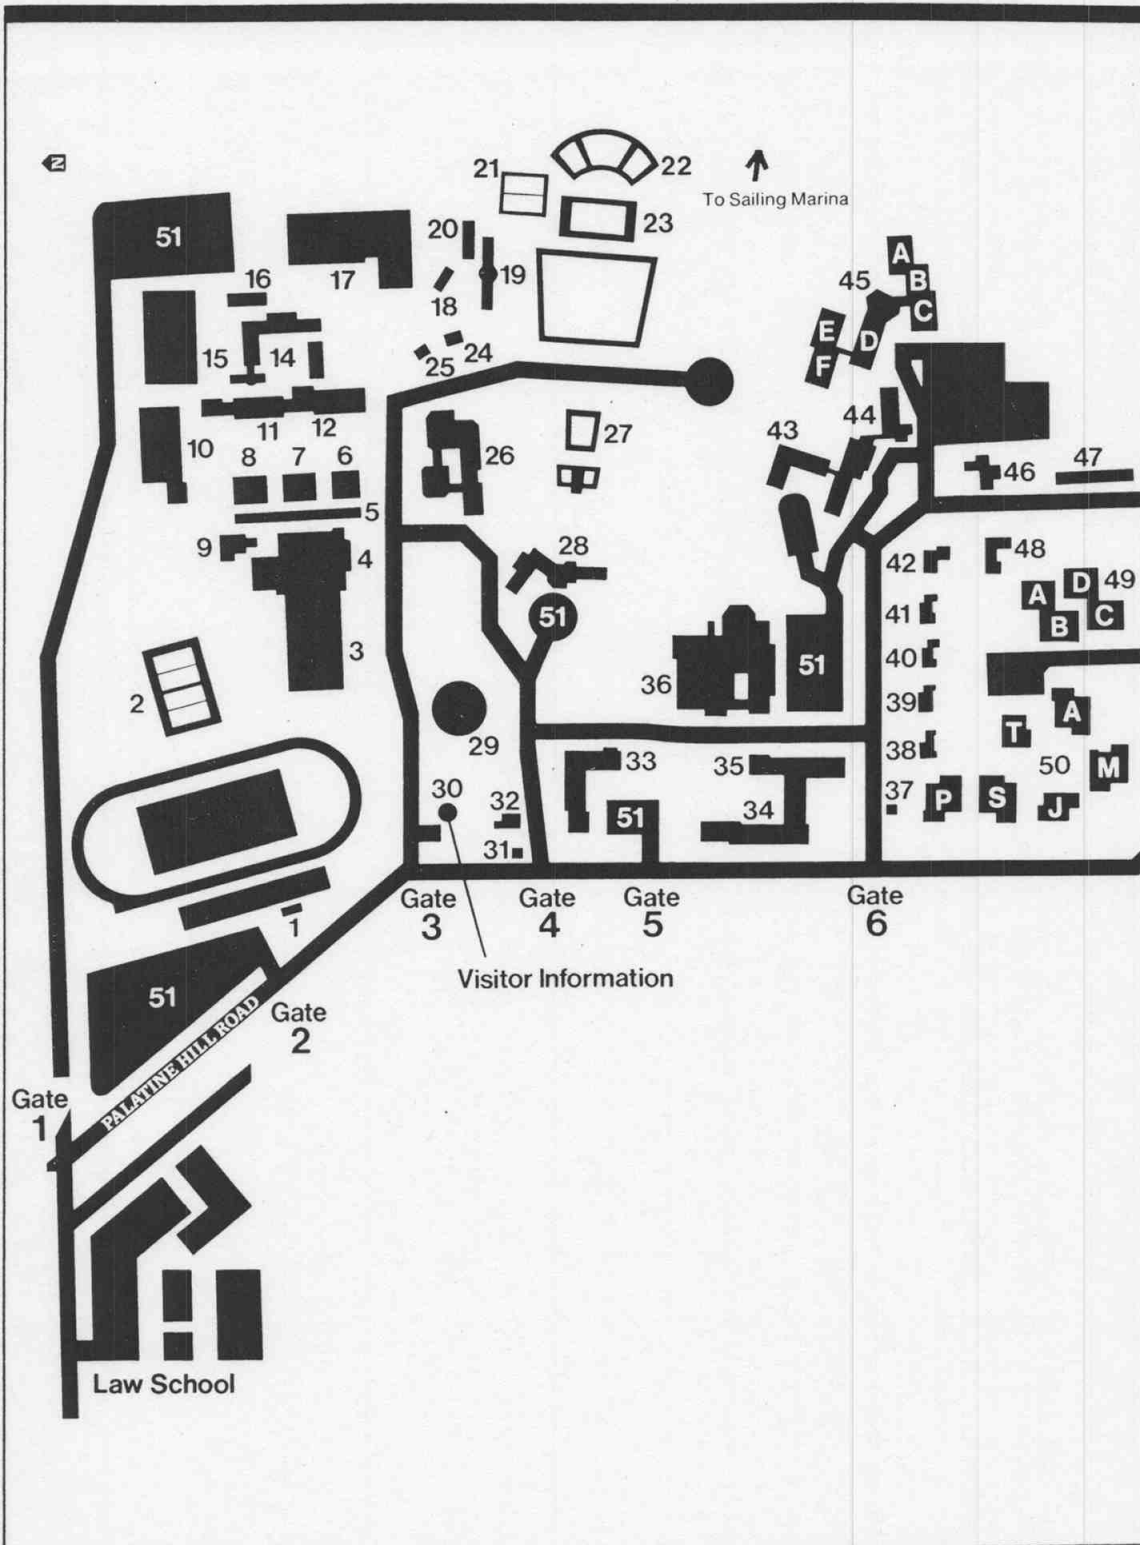 N
21
22
To Sailing Marina
51
20
23
16
17
18
19
45
A
B
C
E
D
F
15
14
24
25
10
11
12
27
43
44
8
7
6
26
46
47
5
9
4
28
42
48
D
49
A
C
B
51
41
3
36
51
40
2
39
A
T
29
33
35
38
50
M
30
32
37
P
S
J
51
34
31
1
Gate
3
Gate
4
Gate
5
Gate
6
Visitor Information
51
Gate
2
PALATINE HILL ROAD
Gate
1
Law School